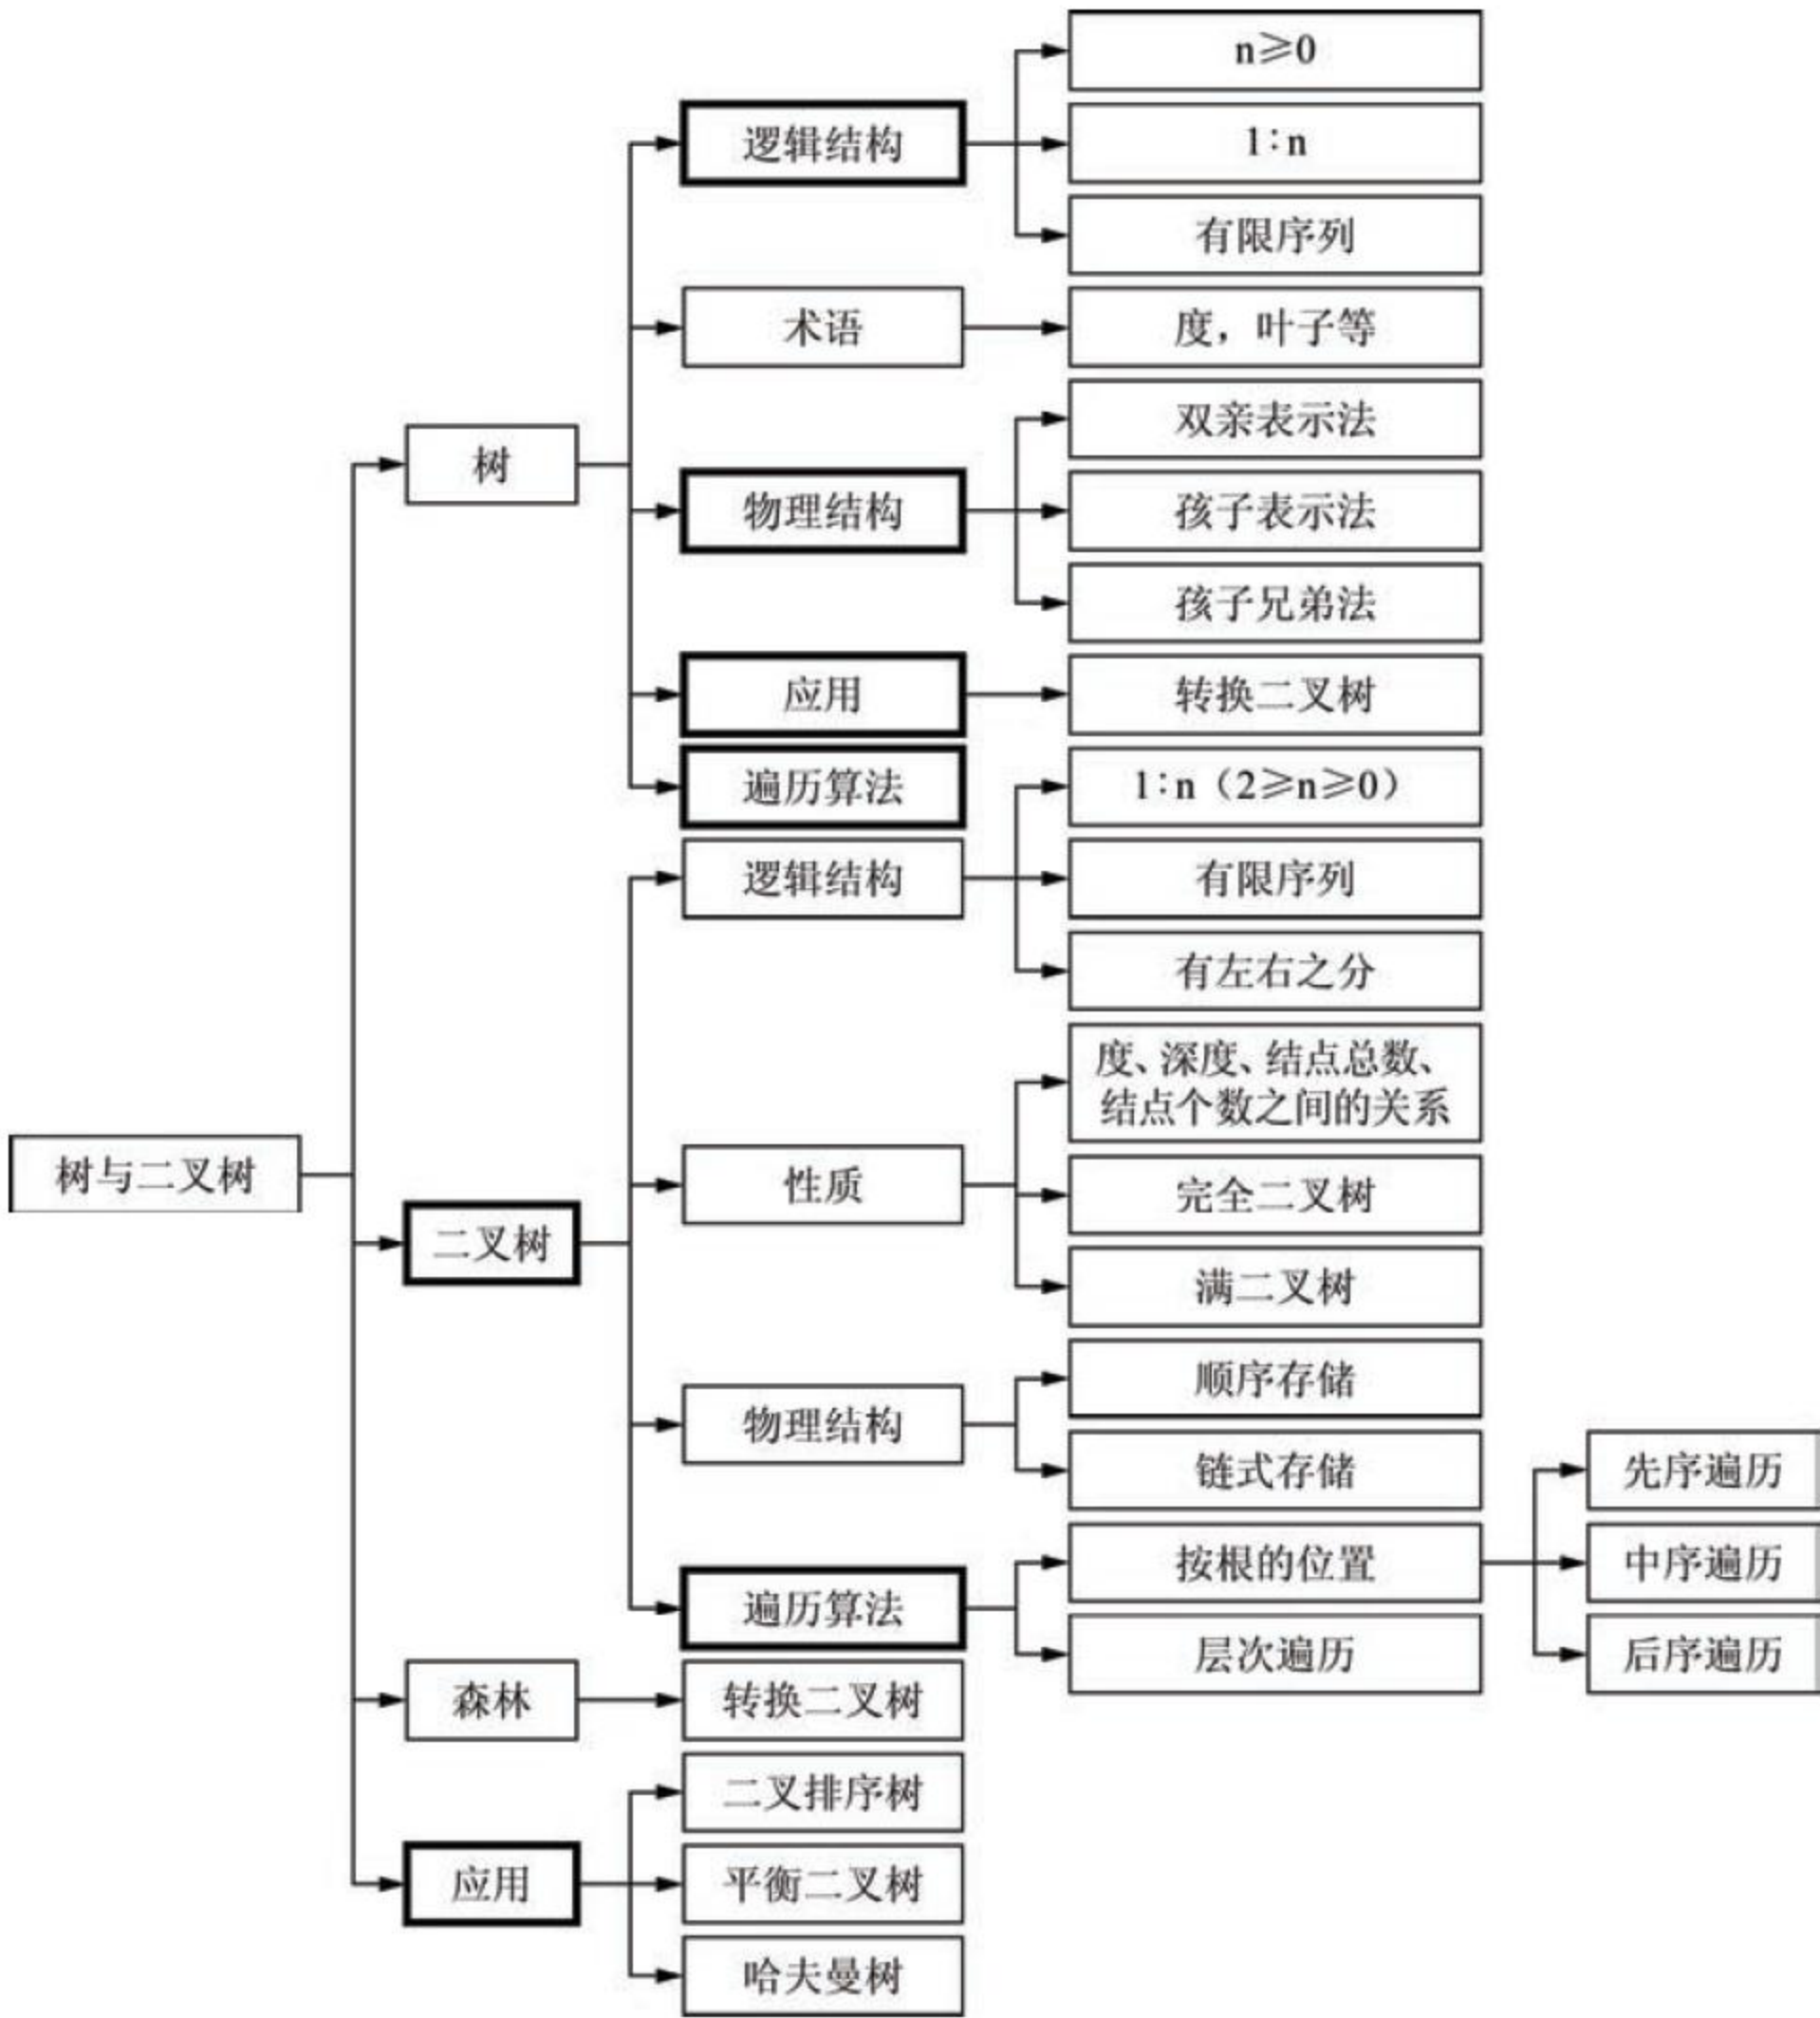 树与二叉树
树
逻辑结构
n≥0
1∶n
有限序列
术语
度，叶子等
物理结构
双亲表示法
孩子表示法
孩子兄弟法
应用
转换二叉树
遍历算法
二叉树
逻辑结构
1∶n（2≥n≥0）
有限序列
有左右之分
性质
度、深度、结点总数、
结点个数之间的关系
完全二叉树
满二叉树
物理结构
顺序存储
链式存储
遍历算法
按根的位置
先序遍历
中序遍历
后序遍历
层次遍历
森林
转换二叉树
应用
二叉排序树
平衡二叉树
哈夫曼树